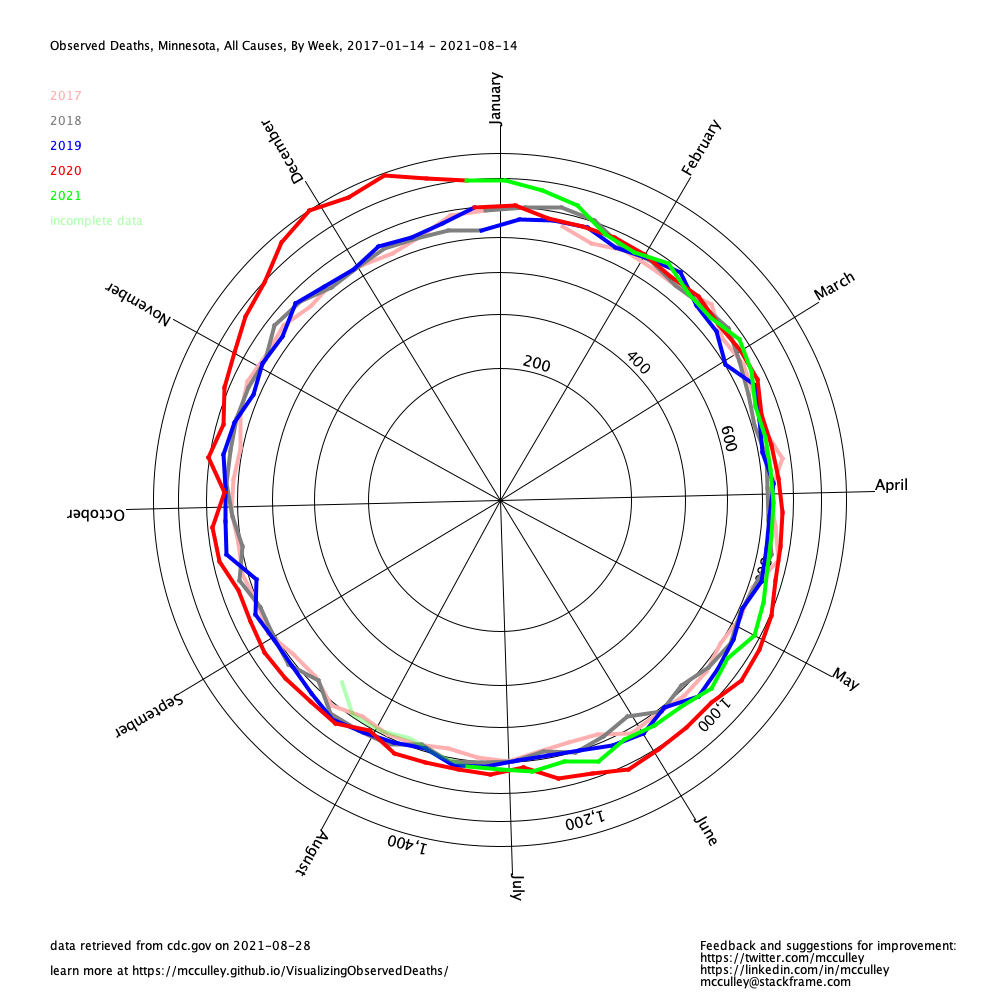 Observed Deaths, Minnesota, All Causes, By Week, 2017-01-14 - 2021-08-14
2017
2018
2019
2020
2021
incomplete data
January
February
March
April
May
June
July
August
September
October
November
December
200
400
600
1,000
1,200
1,400
data retrieved from cdc.gov on 2021-08-28
learn more at https://mcculley.github.io/VisualizingObservedDeaths/
Feedback and suggestions for improvement:
https://twitter.com/mcculley
https://linkedin.com/in/mcculley
mcculley@stackframe.com